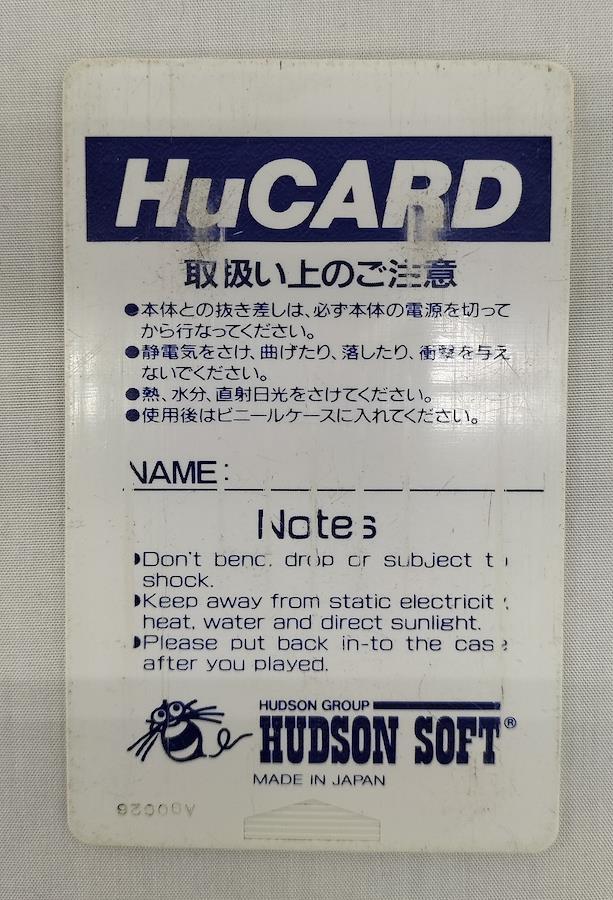 HuCARD
取扱い上のご注意
●本体との抜き差しは、必ず本体の電源を切って
から行なってください。
●静電気をさけ、曲げたり、落したり、衝撃を与え
ないでください。
●熱、水分、直射日光をさけてください。
●使用後はビニールケースに入れてください。
NAME:
Notes
●Don't bend, drop or subject to
shock.
●Keep away from static electricity,
heat, water and direct sunlight.
●Please put back in-to the case
after you played.
HUDSON GROUP
HUDSON SOFT®
MADE IN JAPAN